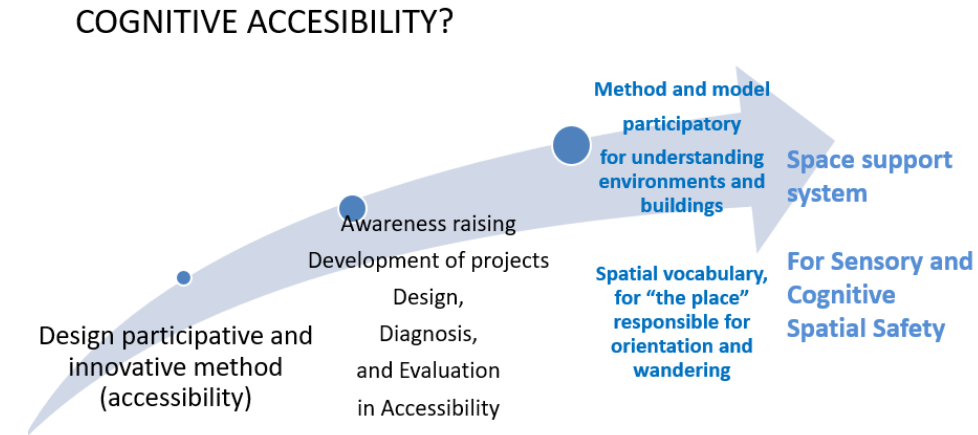 COGNITIVE ACCESIBILITY?
Design participative and
innovative method
(accessibility)
Awareness raising
Development of projects
Design,
Diagnosis,
and Evaluation
in Accessibility
Method and model
participatory
for understanding
environments and
buildings
Spatial vocabulary,
for “the place”
responsible for
orientation and
wandering
Space support
system
For Sensory and
Cognitive
Spatial Safety